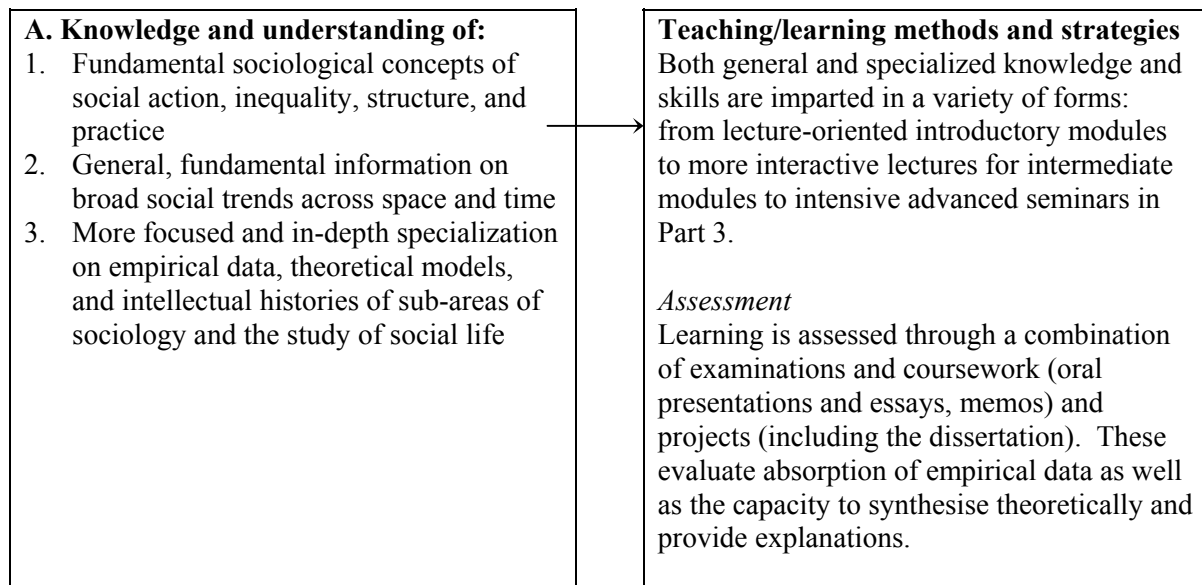 A. Knowledge and understanding of:
1. Fundamental sociological concepts of
social action, inequality, structure, and
practice
2. General, fundamental information on
broad social trends across space and time
3. More focused and in-depth specialization
on empirical data, theoretical models,
and intellectual histories of sub-areas of
sociology and the study of social life
Teaching/learning methods and strategies
Both general and specialized knowledge and
skills are imparted in a variety of forms:
from lecture-oriented introductory modules
to more interactive lectures for intermediate
modules to intensive advanced seminars in
Part 3.
Assessment
Learning is assessed through a combination
of examinations and coursework (oral
presentations and essays, memos) and
projects (including the dissertation).  These
evaluate absorption of empirical data as well
as the capacity to synthesise theoretically and
provide explanations.